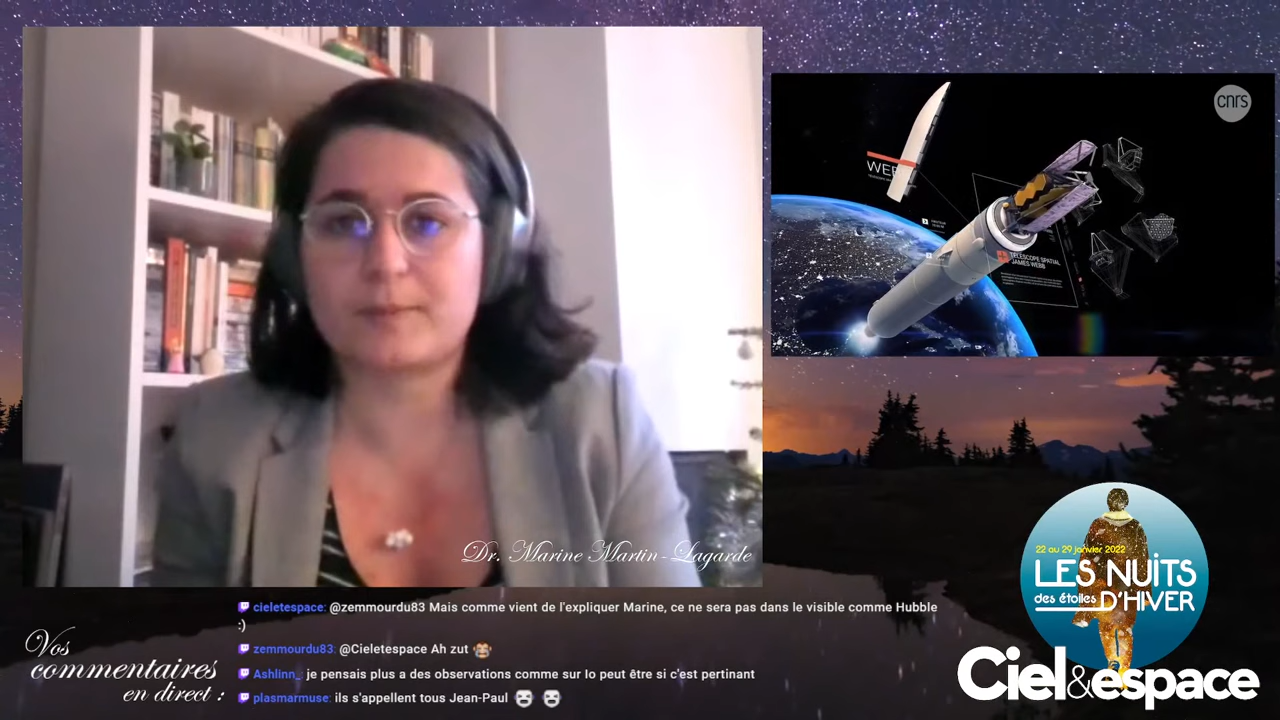 cnrs
WEB
TELESCOPE SPATIAL
JAMES WEBB
Dr. Marine Martin-Lagarde
22 au 29 janvier 2022
LES NUITS
des étoiles D'HIVER
Ciel&espace
Vos
commentaires
en direct :
cieletespace: @zemmourdu83 Mais comme vient de l'expliquer Marine, ce ne sera pas dans le visible comme Hubble
:)
zemmourdu83: @Cieletespace Ah zut
Ashlinn_: je pensais plus a des observations comme sur Io peut être si c'est pertinant
plasmarmuse: ils s'appellent tous Jean-Paul